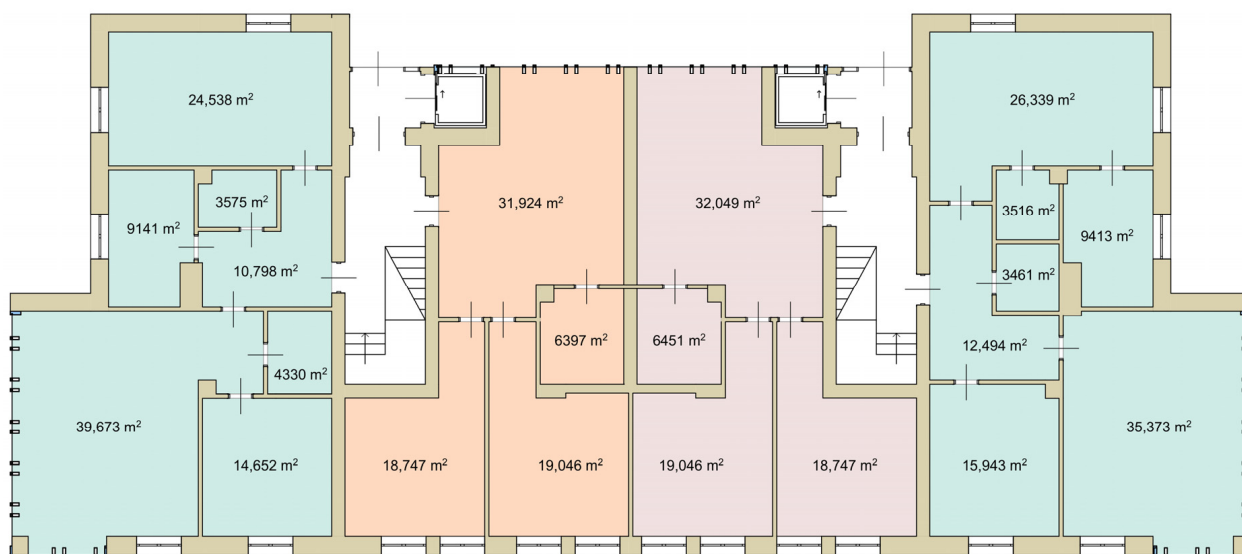 24,538 m²
26,339 m²
3575 m²
31,924 m²
32,049 m²
3516 m²
9141 m²
9413 m²
10,798 m²
3461 m²
6397 m²
6451 m²
12,494 m²
4330 m²
39,673 m²
35,373 m²
14,652 m²
18,747 m²
19,046 m²
19,046 m²
18,747 m²
15,943 m²